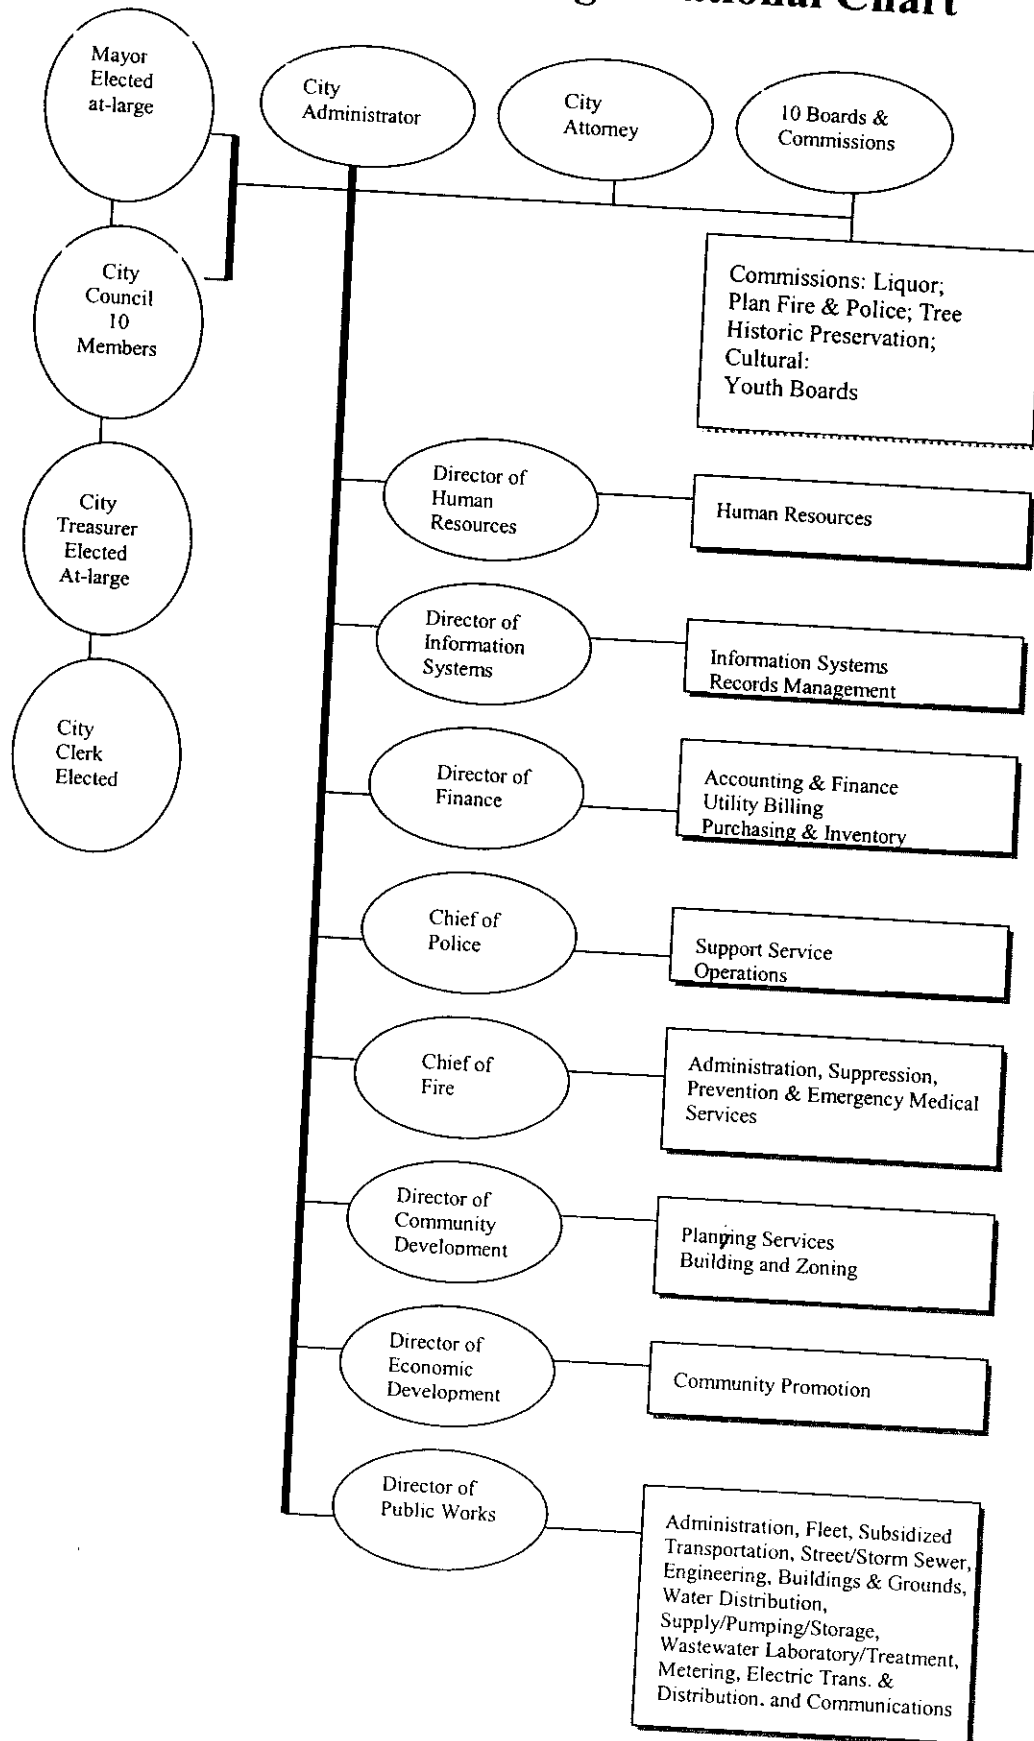 Chart
Mayor
Elected
at-large
City
Administrator
City
Attorney
10 Boards &
Commissions
City
Council
10
Members
Commissions: Liquor;
Plan Fire & Police; Tree
Historic Preservation;
Cultural:
Youth Boards
City
Treasurer
Elected
At-large
City
Clerk
Elected
Director of
Human
Resources
Human Resources
Director of
Information
Systems
Information Systems
Records Management
Director of
Finance
Accounting & Finance
Utility Billing
Purchasing & Inventory
Chief of
Police
Support Service
Operations
Chief of
Fire
Administration, Suppression,
Prevention & Emergency Medical
Services
Director of
Community
Development
Planning Services
Building and Zoning
Director of
Economic
Development
Community Promotion
Director of
Public Works
Administration, Fleet, Subsidized
Transportation, Street/Storm Sewer,
Engineering, Buildings & Grounds,
Water Distribution,
Supply/Pumping/Storage,
Wastewater Laboratory/Treatment,
Metering, Electric Trans. &
Distribution. and Communications